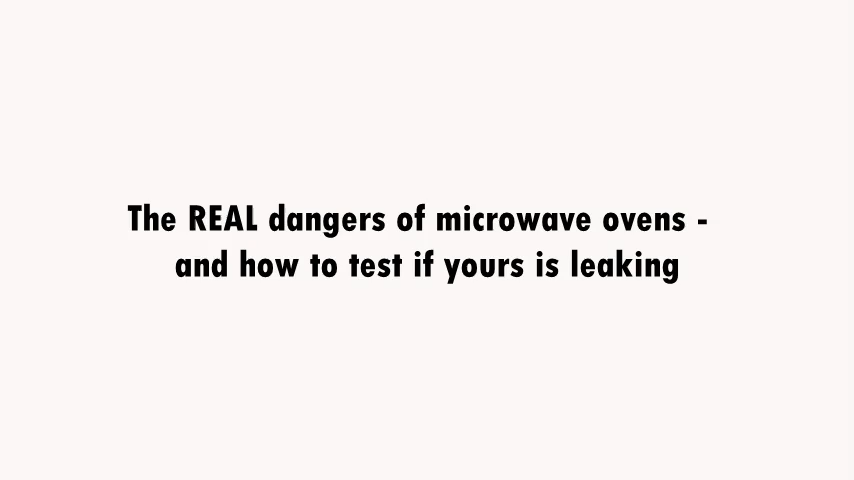 The REAL dangers of microwave ovens -
and how to test if yours is leaking